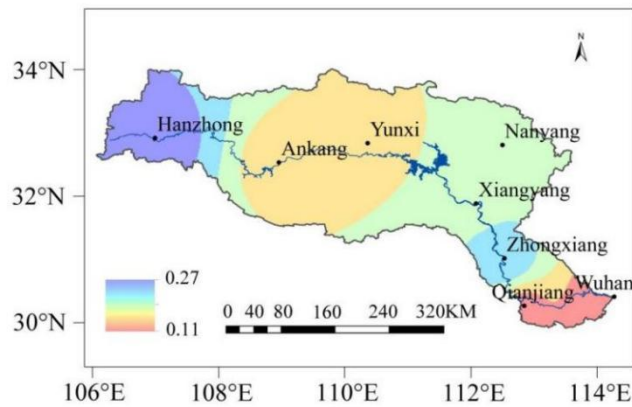 N
34°N
Hanzhong
Yunxi
Nanyang
Ankang
32°N
Xiangyang
Zhongxiang
0.27
Qianjiang
Wuhan
0.11
0 40 80 160 240 320KM
30°N
106°E 108°E 110°E 112°E 114°E